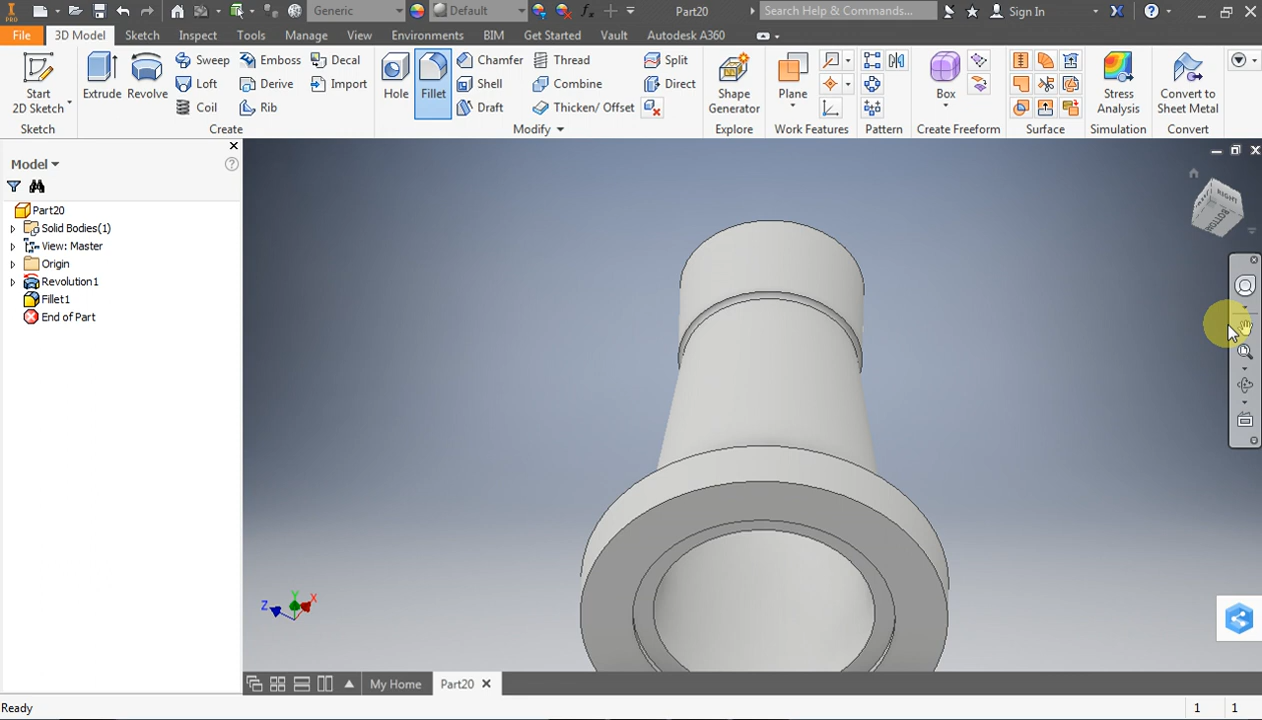 PRO
Generic
Default
Part20
Search Help & Commands...
Sign In
File
3D Model
Sketch
Inspect
Tools
Manage
View
Environments
BIM
Get Started
Vault
Autodesk A360
Start
2D Sketch
Sketch
Extrude
Revolve
Sweep
Loft
Coil
Emboss
Derive
Rib
Decal
Import
Create
Hole
Fillet
Chamfer
Shell
Draft
Thread
Combine
Thicken/ Offset
Split
Direct
Modify
Shape
Generator
Explore
Plane
Work Features
Pattern
Box
Create Freeform
Surface
Stress
Analysis
Simulation
Convert to
Sheet Metal
Convert
Model
Part20
Solid Bodies(1)
View: Master
Origin
Revolution1
Fillet1
End of Part
RIGHT
BOTTOM
Z
Y
X
My Home
Part20
Ready
1
1